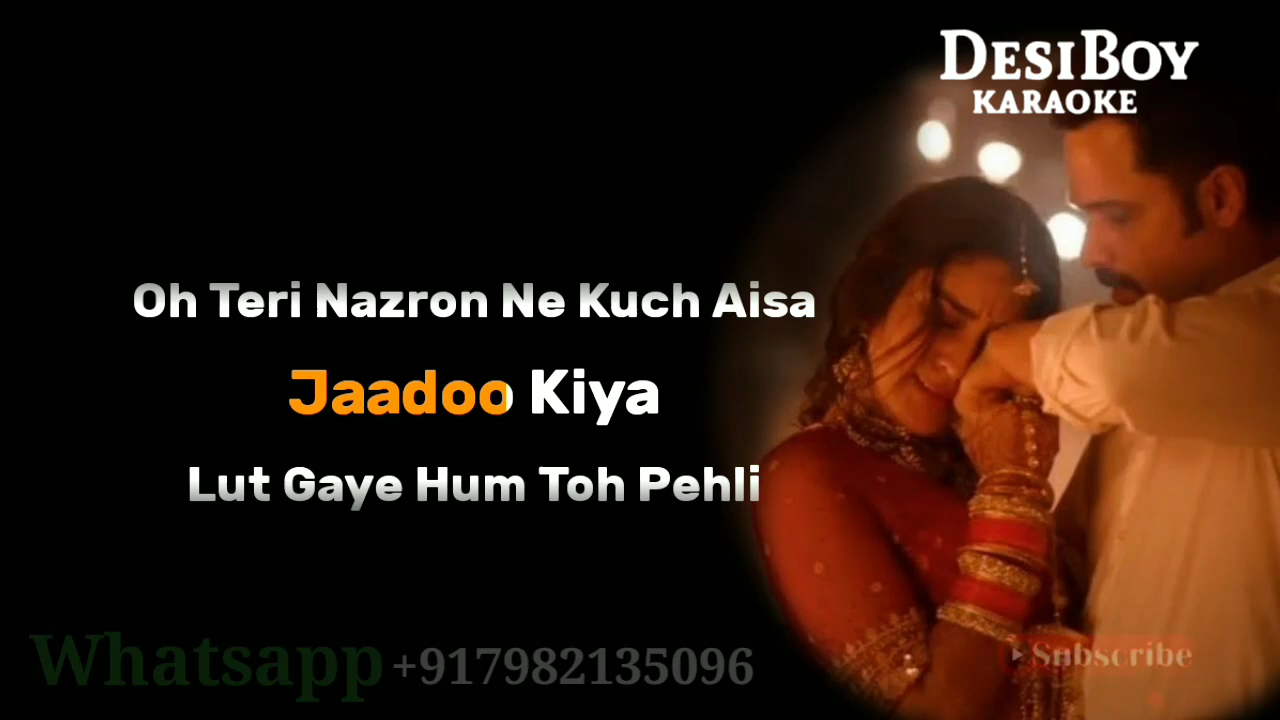 DESIBOY
KARAOKE
Oh Teri Nazron Ne Kuch Aisa
Jaadoo Kiya
Lut Gaye Hum Toh Pehli
Whatsapp +917982135096
Subscribe